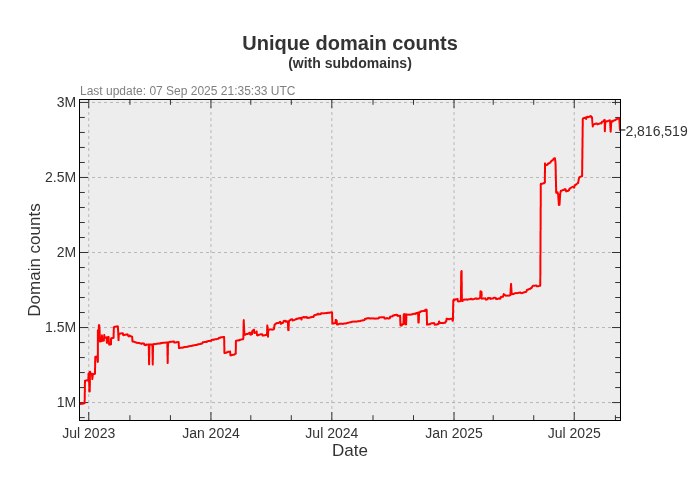 Unique domain counts
(with subdomains)
Last update: 07 Sep 2025 21:35:33 UTC
3M
2,816,519
2.5M
2M
1.5M
1M
Domain counts
Jul 2023
Jan 2024
Jul 2024
Jan 2025
Jul 2025
Date